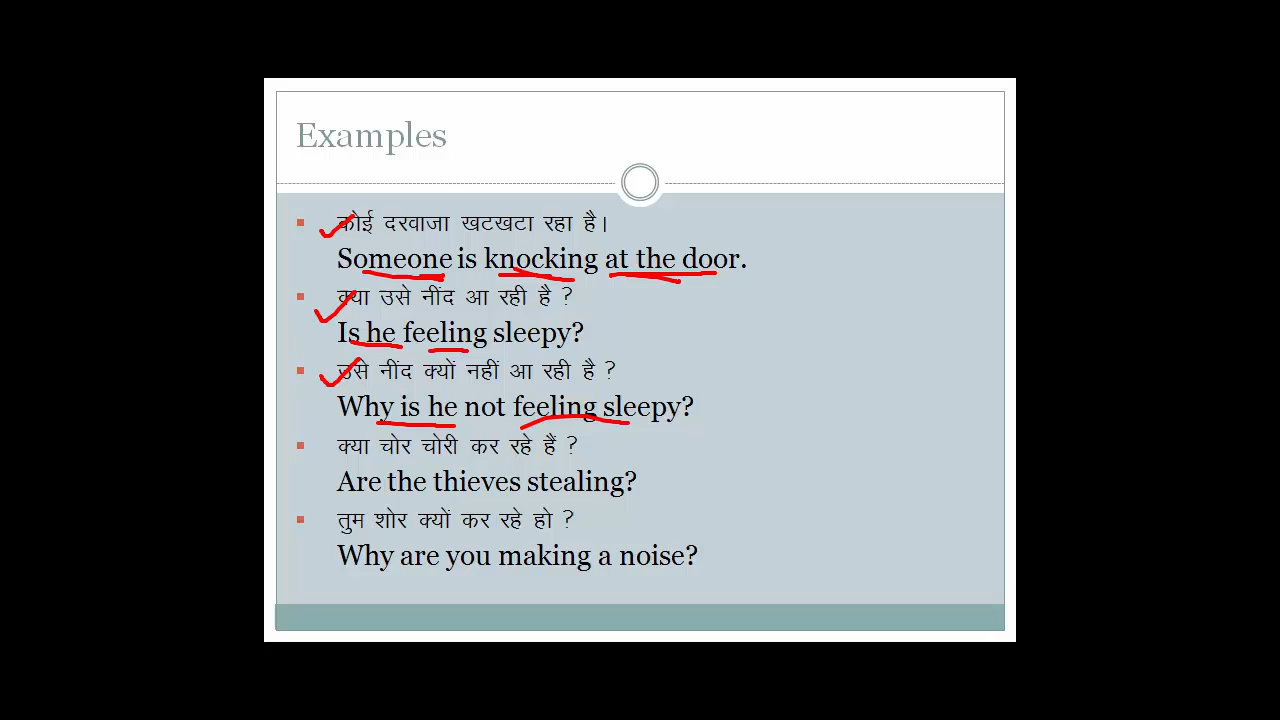 Examples
कोई दरवाजा खटखटा रहा है।
Someone is knocking at the door.
क्या उसे नींद आ रही है ?
Is he feeling sleepy?
उसे नींद क्यों नहीं आ रही है ?
Why is he not feeling sleepy?
क्या चोर चोरी कर रहे हैं ?
Are the thieves stealing?
तुम शोर क्यों कर रहे हो ?
Why are you making a noise?